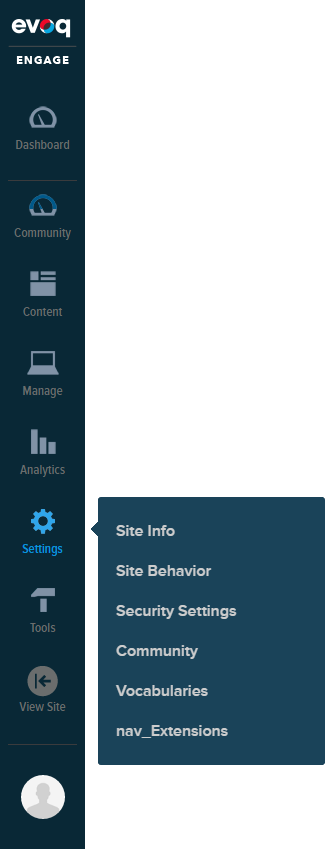 evoq
ENGAGE
Dashboard
Community
Content
Manage
Analytics
Settings
Tools
View Site
Site Info
Site Behavior
Security Settings
Community
Vocabularies
nav_Extensions